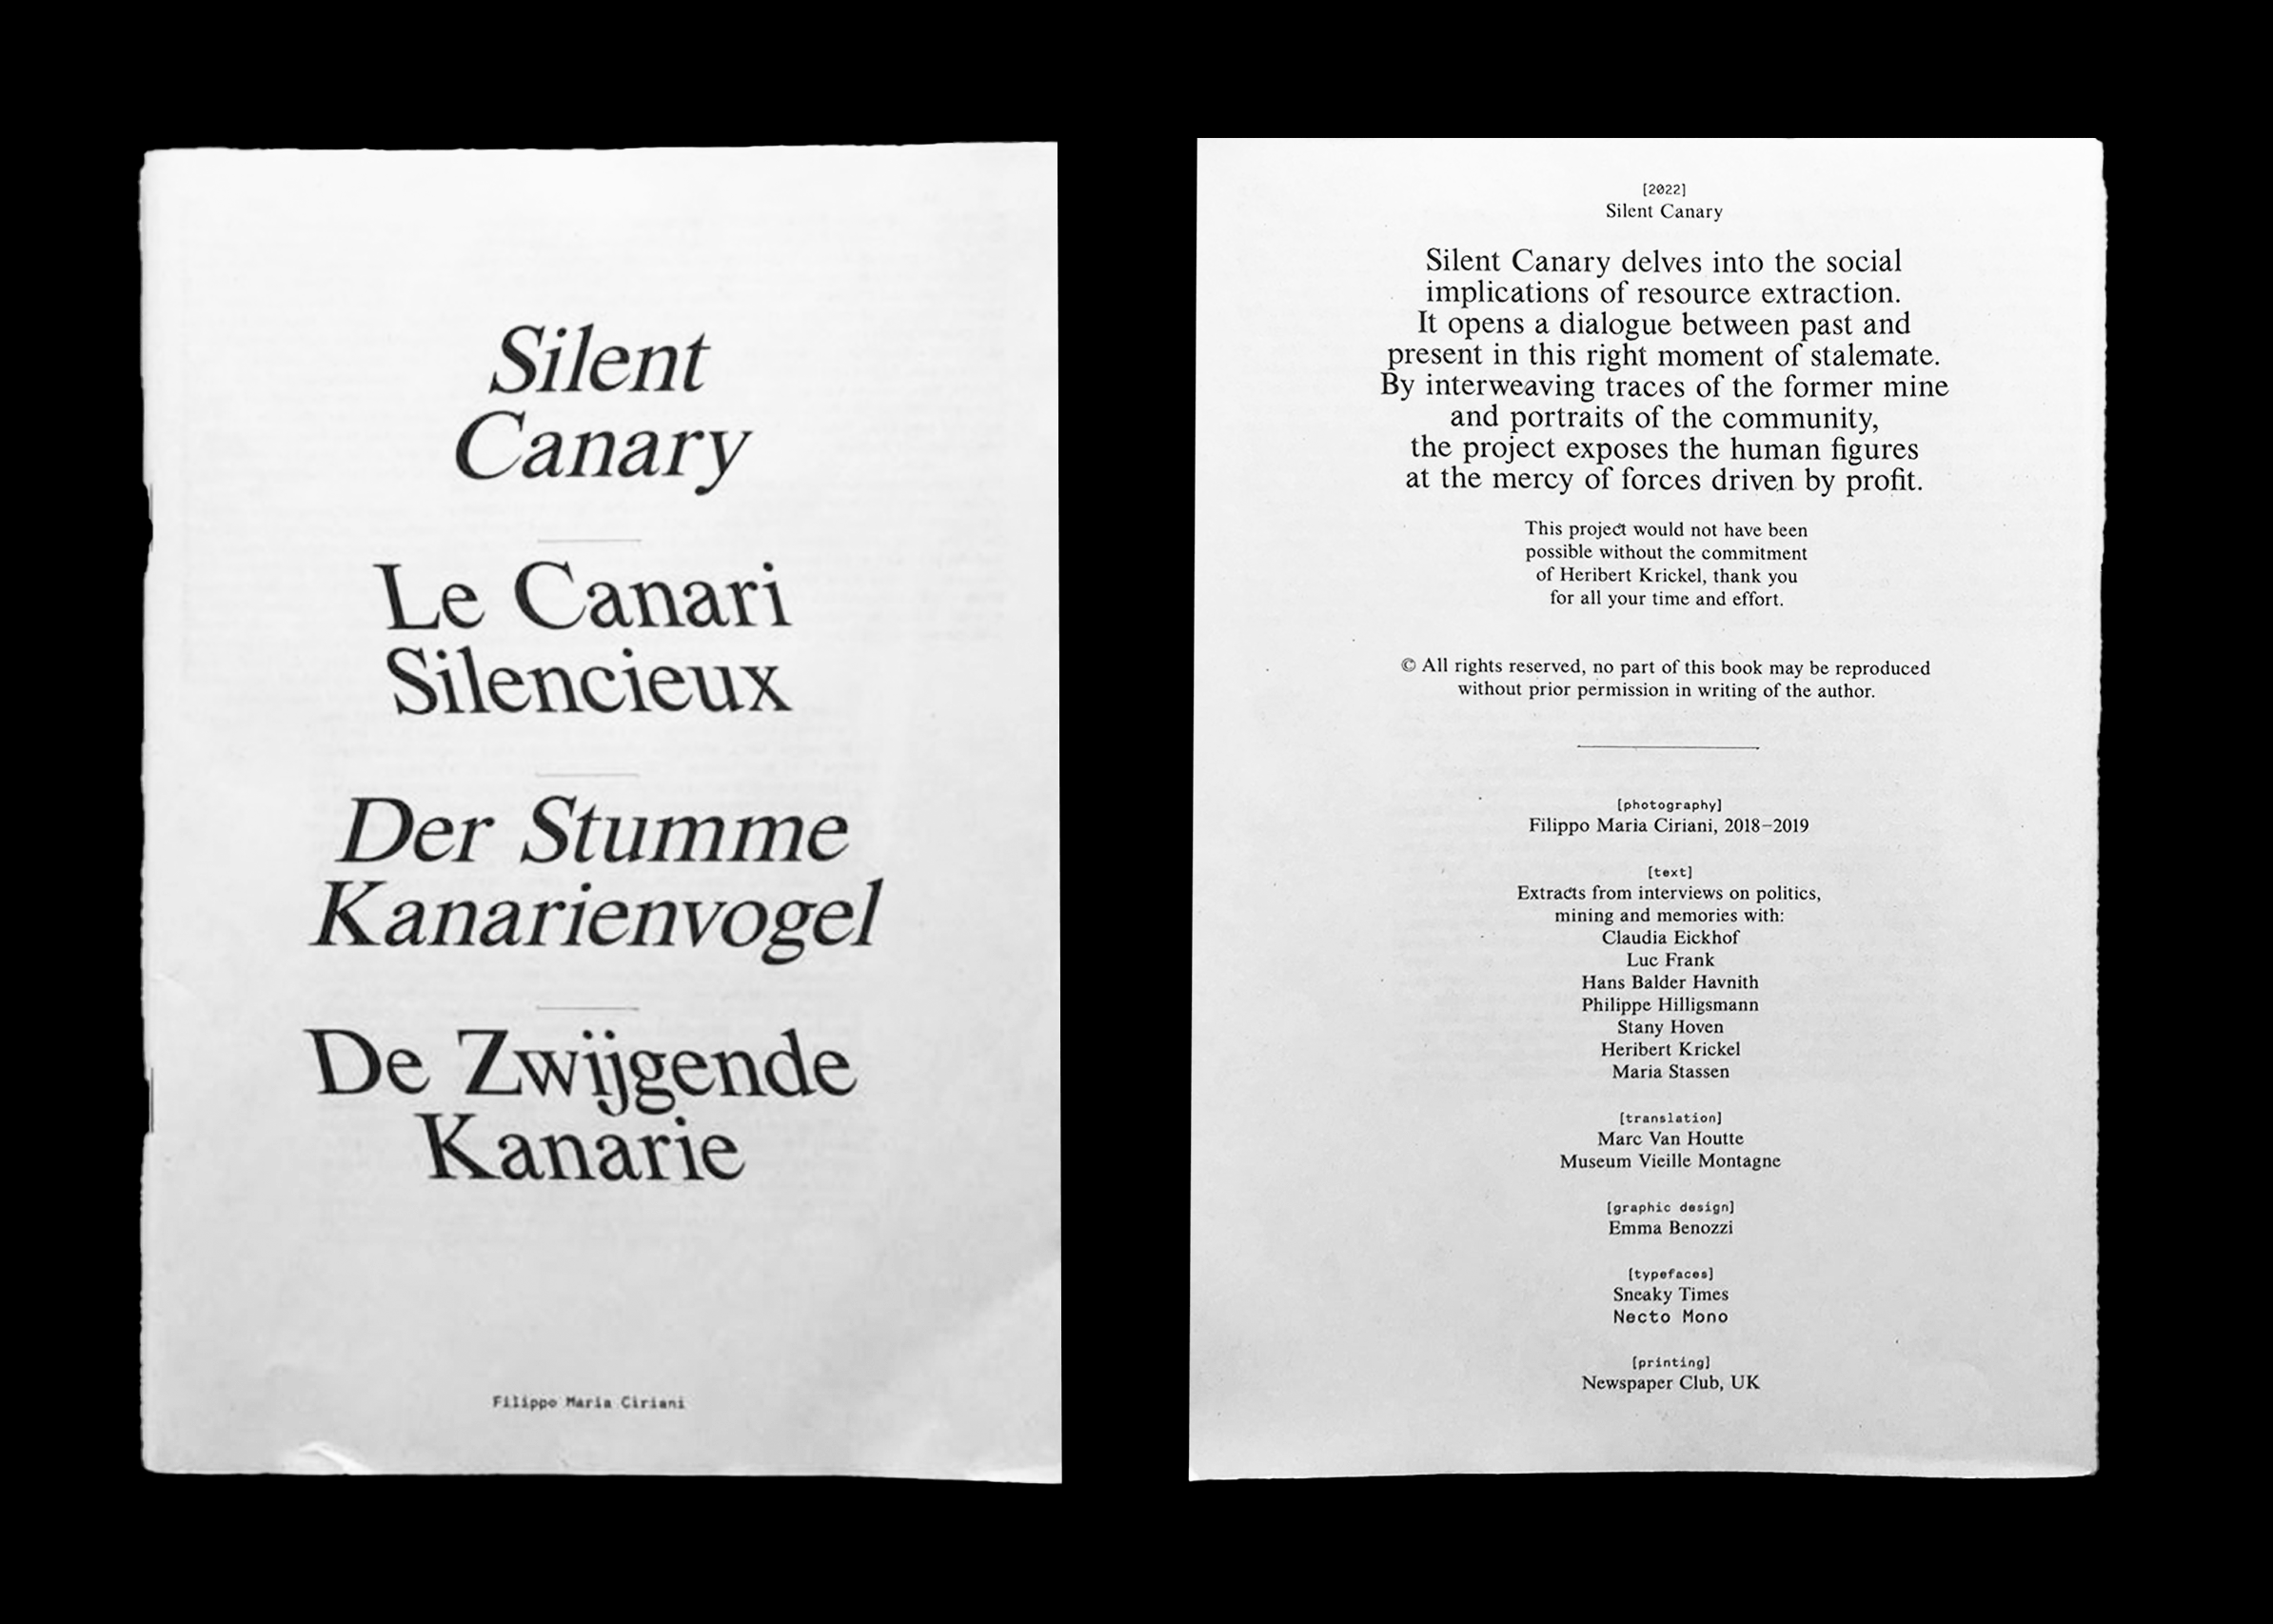 Silent
Canary
Le Canari
Silencieux
Der Stumme
Kanarienvogel
De Zwijgende
Kanarie
Filippo Maria Ciriani
[2022]
Silent Canary
Silent Canary delves into the social
implications of resource extraction.
It opens a dialogue between past and
present in this right moment of stalemate.
By interweaving traces of the former mine
and portraits of the community,
the project exposes the human figures
at the mercy of forces driven by profit.
This project would not have been
possible without the commitment
of Heribert Krickel, thank you
for all your time and effort.
© All rights reserved, no part of this book may be reproduced
without prior permission in writing of the author.
[photography]
Filippo Maria Ciriani, 2018–2019
[text]
Extracts from interviews on politics,
mining and memories with:
Claudia Eickhof
Luc Frank
Hans Balder Havnith
Philippe Hilligsmann
Stany Hoven
Heribert Krickel
Maria Stassen
[translation]
Marc Van Houtte
Museum Vieille Montagne
[graphic design]
Emma Benozzi
[typefaces]
Sneaky Times
Necto Mono
[printing]
Newspaper Club, UK